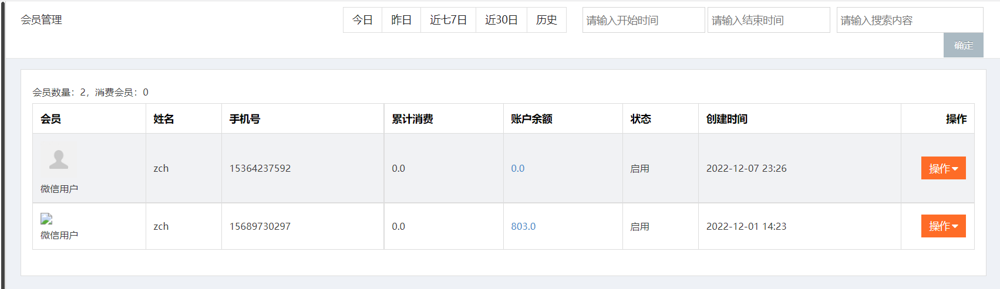 会员管理 今日 昨日 近七7日 近30日 历史 请输入开始时间 请输入结束时间 请输入搜索内容
确定
会员数量：2，消费会员：0
会员 姓名 手机号 累计消费 账户余额 状态 创建时间 操作
zch 15364237592 0.0 0.0 启用 2022-12-07 23:26 操作
微信用户
zch 15689730297 0.0 803.0 启用 2022-12-01 14:23 操作
微信用户